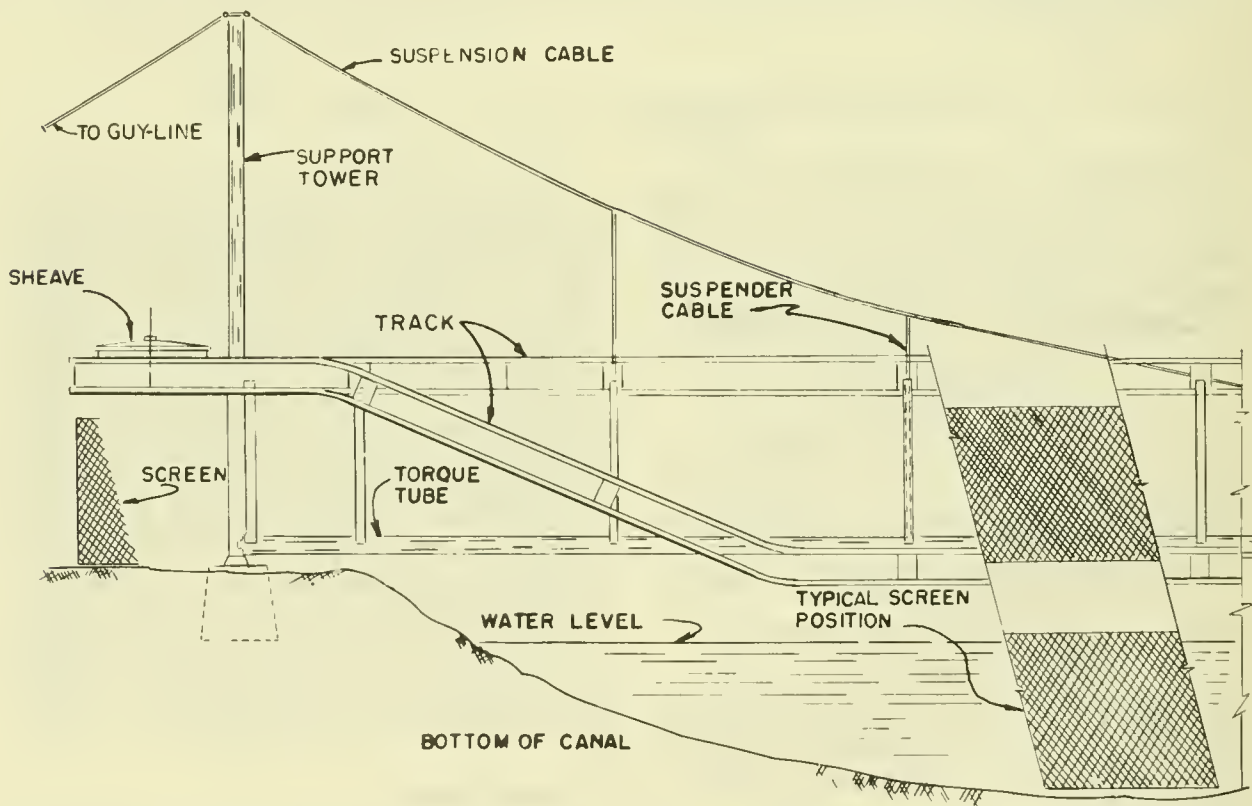 SUSPENSION CABLE
TO GUY-LINE
SUPPORT
TOWER
SHEAVE
SUSPENDER
CABLE
TRACK
SCREEN
TORQUE
TUBE
TYPICAL SCREEN
POSITION
WATER LEVEL
BOTTOM OF CANAL